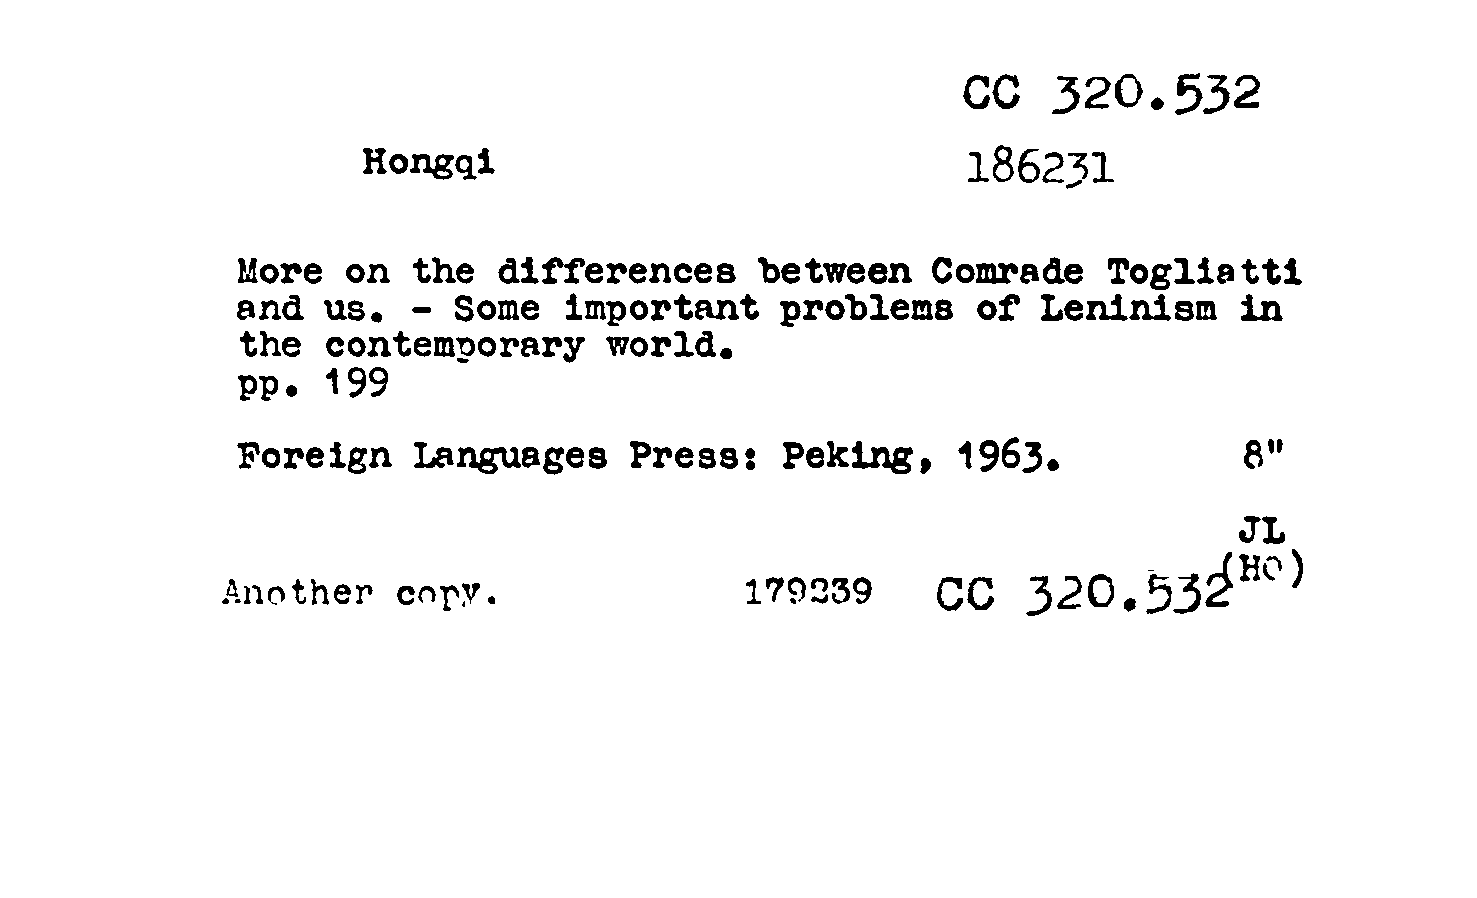 CC 320.532
Hongqi 186231
More on the differences between Comrade Togliatti
and us. - Some important problems of Leninism in
the contemporary world.
pp. 199
Foreign Languages Press: Peking, 1963. 8"
JL
(HO)
Another copy. 179239 CC 320.532